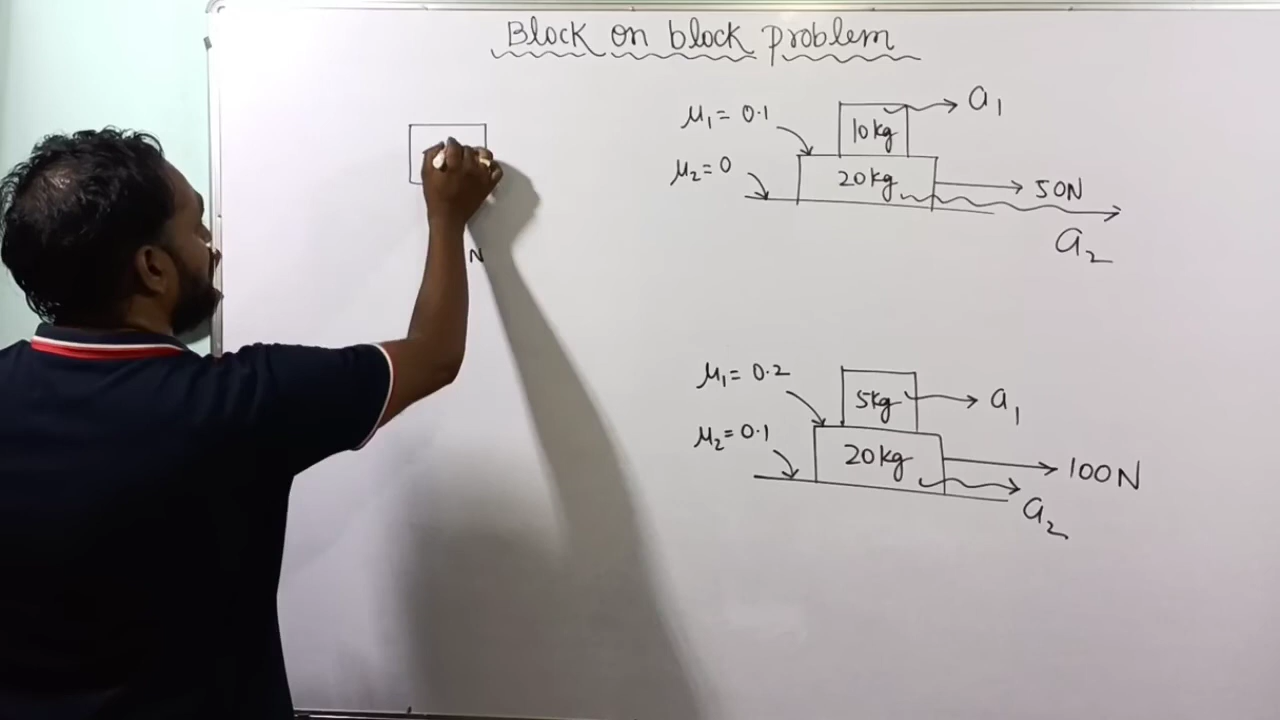 Block on block problem
μ₁ = 0.1
10kg
a₁
μ₂ = 0
20kg
50N
a₂
N
μ₁ = 0.2
5kg
a₁
μ₂ = 0.1
20kg
100N
a₂